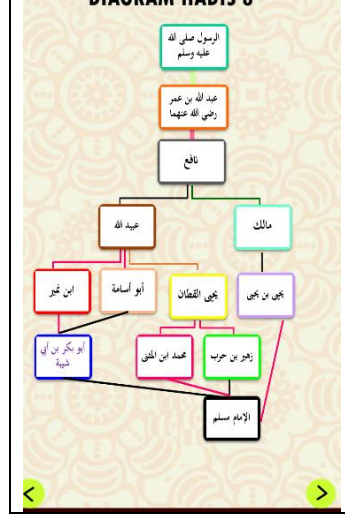 DIAGRAM HADIS 8
الرسول صلى الله
عليه وسلم
عبد الله بن عمر
رضي الله عنهما
نافع
عبيد الله
مالك
ابن نمير
أبو أسامة
يحيى القطان
يحيى بن يحيى
أبو بكر بن أبي
شيبة
محمد ابن المثنى
زهير بن حرب
الإمام مسلم